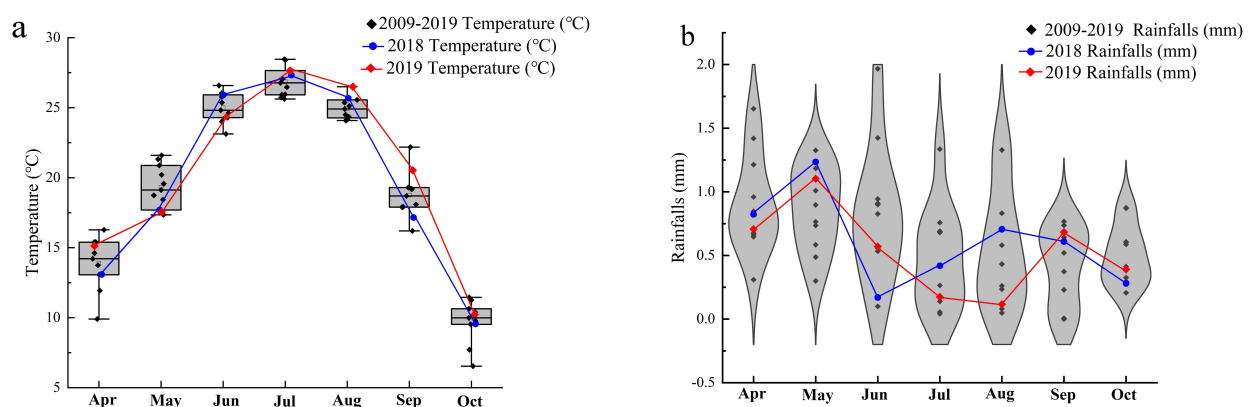 a
2009-2019 Temperature (℃)
2018 Temperature (℃)
2019 Temperature (℃)
Temperature (℃)
30
25
20
15
10
5
Apr May Jun Jul Aug Sep Oct
b
2009-2019 Rainfalls (mm)
2018 Rainfalls (mm)
2019 Rainfalls (mm)
Rainfalls (mm)
2.0
1.5
1.0
0.5
0.0
-0.5
Apr May Jun Jul Aug Sep Oct